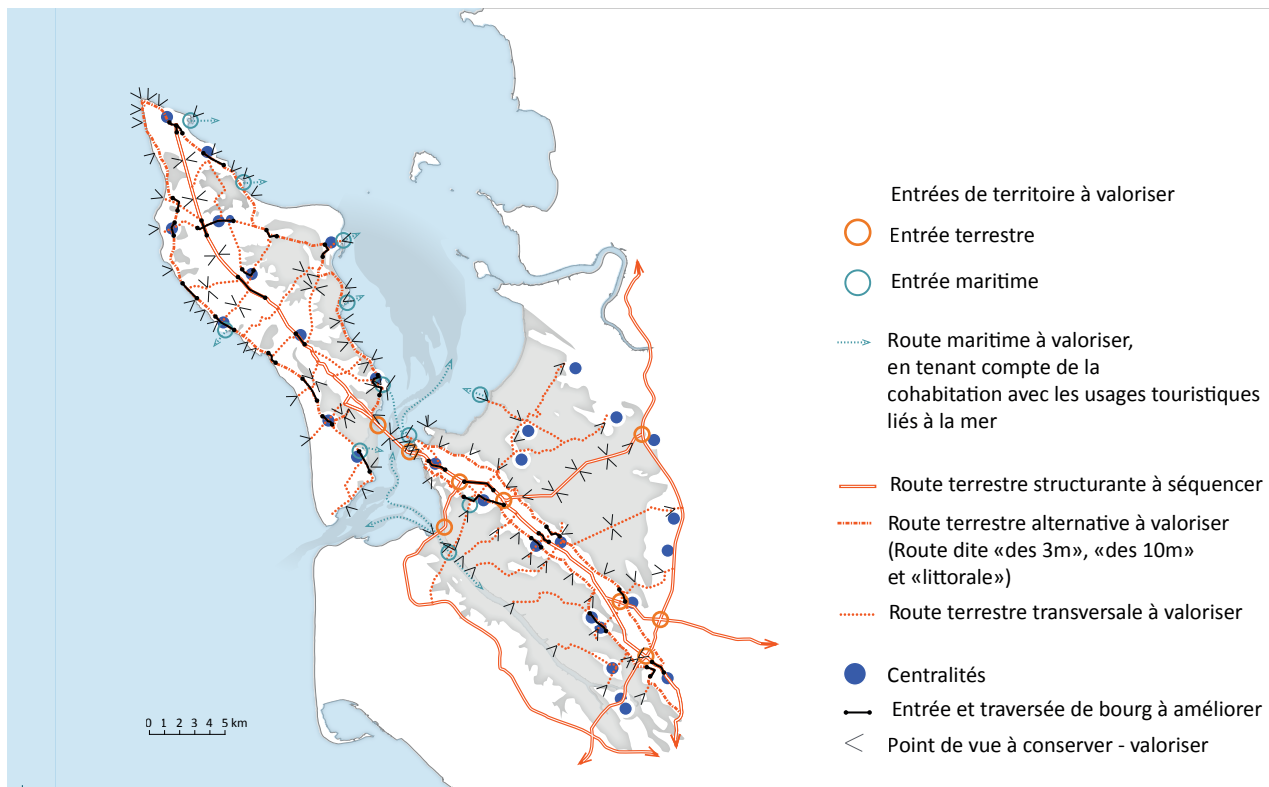 Entrées de territoire à valoriser
Entrée terrestre
Entrée maritime
Route maritime à valoriser,
en tenant compte de la
cohabitation avec les usages touristiques
liés à la mer
Route terrestre structurante à séquencer
Route terrestre alternative à valoriser
(Route dite «des 3m», «des 10m»
et «littorale»)
Route terrestre transversale à valoriser
Centralités
Entrée et traversée de bourg à améliorer
Point de vue à conserver - valoriser
0 1 2 3 4 5 km